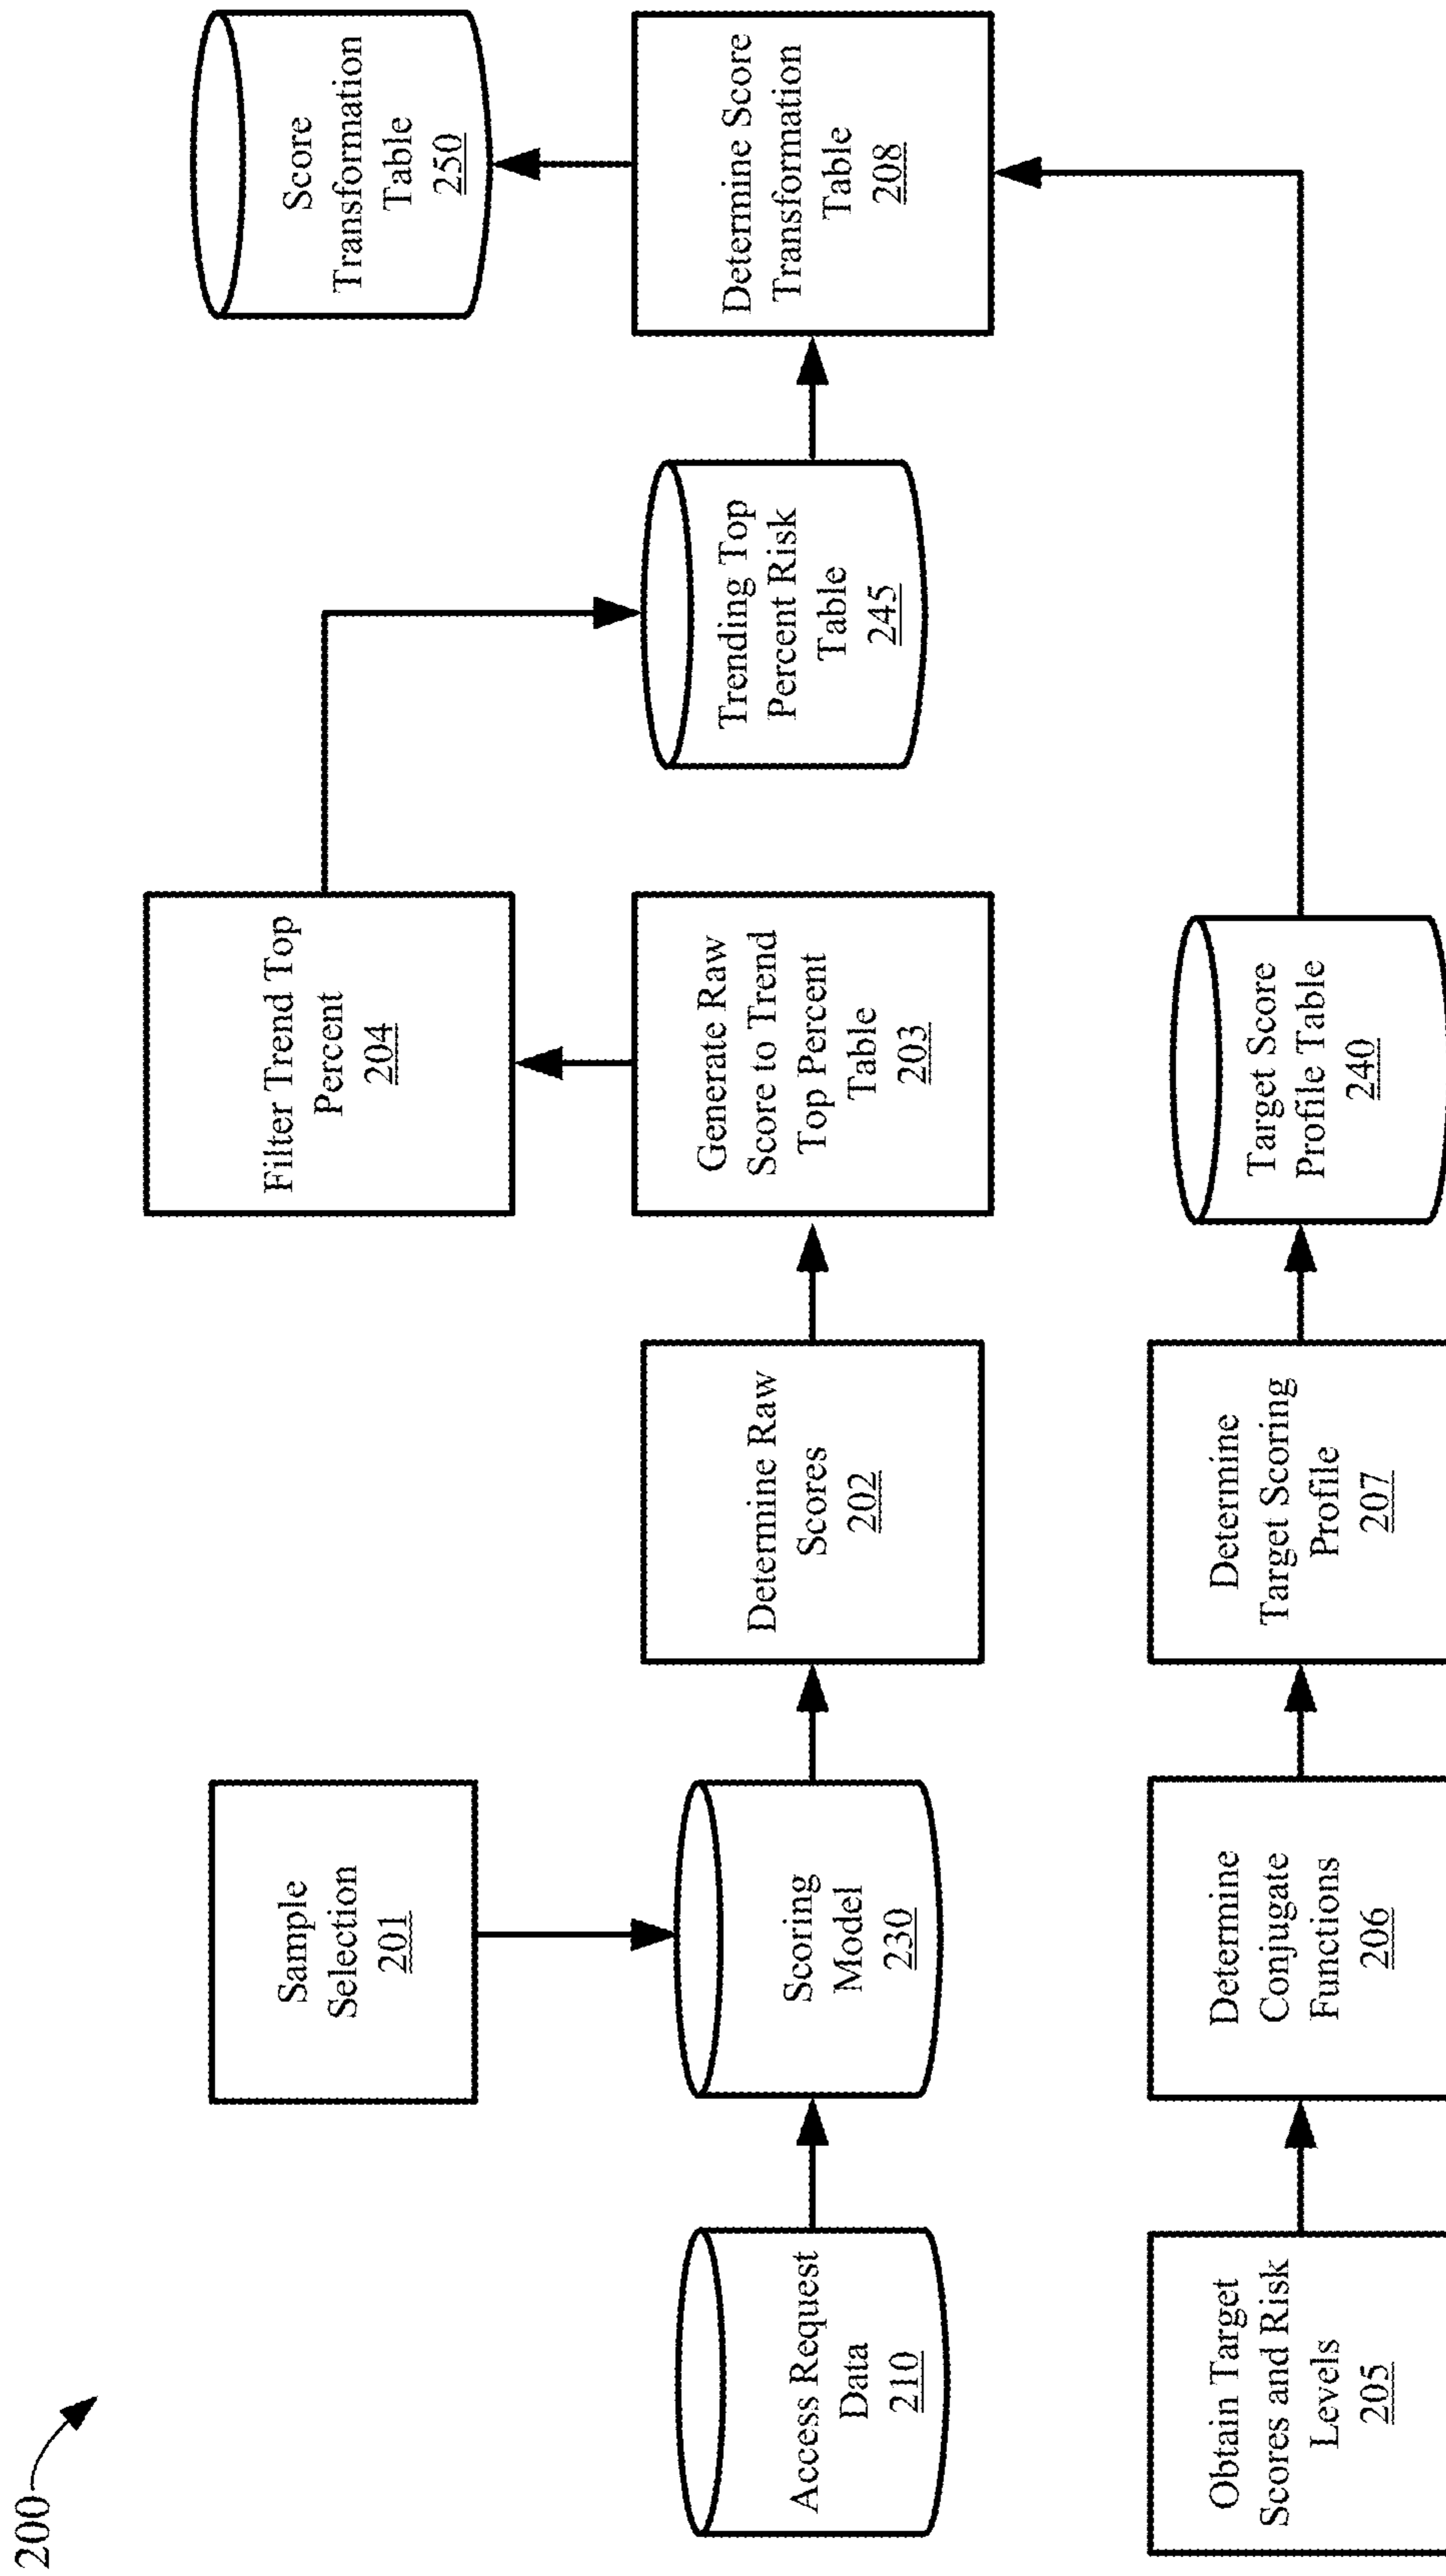 200
Sample
Selection
201
Filter Trend Top
Percent
204
Score
Transformation
Table
250
Access Request
Data
210
Scoring
Model
230
Determine Raw
Scores
202
Generate Raw
Score to Trend
Top Percent
Table
203
Trending Top
Percent Risk
Table
245
Determine Score
Transformation
Table
208
Obtain Target
Scores and Risk
Levels
205
Determine
Conjugate
Functions
206
Determine
Target Scoring
Profile
207
Target Score
Profile Table
240